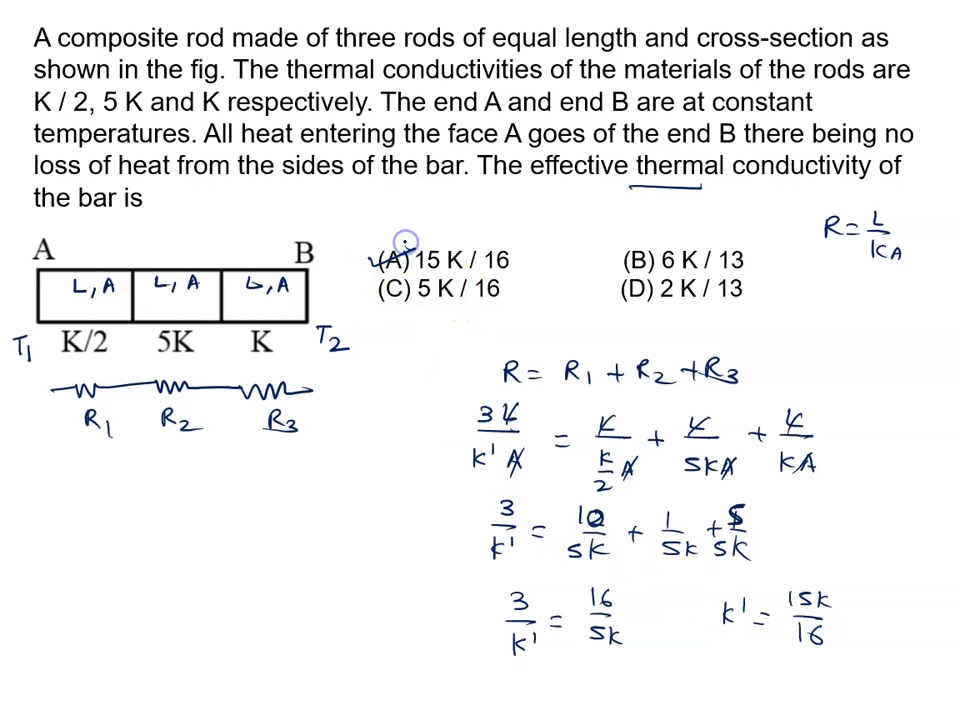 A composite rod made of three rods of equal length and cross-section as
shown in the fig. The thermal conductivities of the materials of the rods are
K / 2, 5 K and K respectively. The end A and end B are at constant
temperatures. All heat entering the face A goes of the end B there being no
loss of heat from the sides of the bar. The effective thermal conductivity of
the bar is
R = L / KA
A B
(A) 15 K / 16 (B) 6 K / 13
(C) 5 K / 16 (D) 2 K / 13
L, A L, A L, A
T1 K/2 5K K T2
R1 R2 R3
R = R1 + R2 + R3
3L / K'A = L / (K/2 A) + L / 5KA + L / KA
3 / K' = 10 / 5K + 1 / 5K + 5 / 5K
3 / K' = 16 / 5K K' = 15K / 16